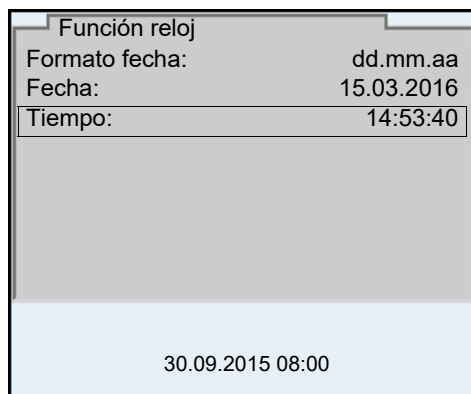 Función reloj
Formato fecha: dd.mm.aa
Fecha: 15.03.2016
Tiempo: 14:53:40
30.09.2015 08:00